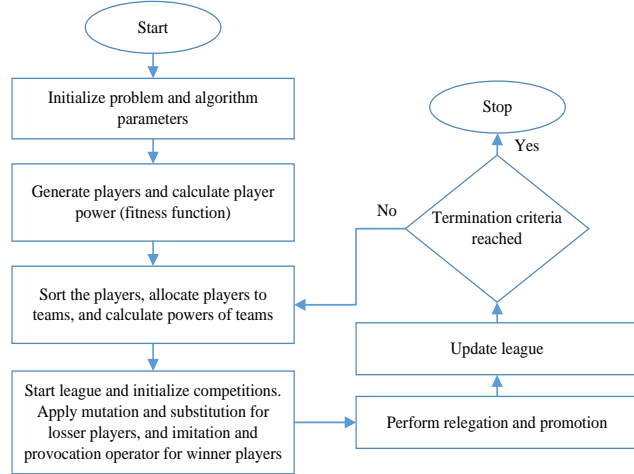 Start
Initialize problem and algorithm
parameters
Generate players and calculate player
power (fitness function)
Sort the players, allocate players to
teams, and calculate powers of teams
Start league and initialize competitions.
Apply mutation and substitution for
losser players, and imitation and
provocation operator for winner players
Perform relegation and promotion
Update league
Termination criteria
reached
No
Yes
Stop